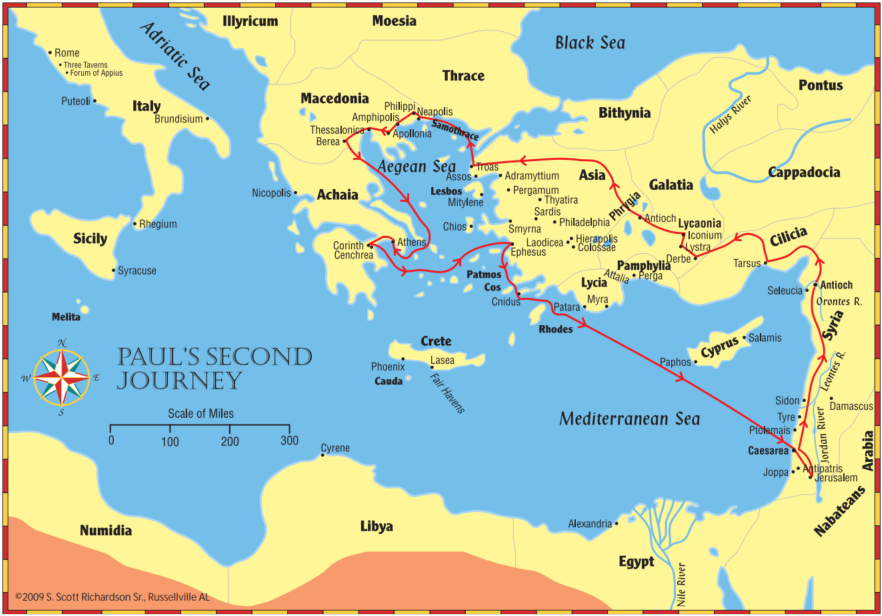 Illyricum
Moesia
Black Sea
Adriatic Sea
Rome
Three Taverns
Forum of Appius
Thrace
Pontus
Puteoli
Italy
Brundisium
Macedonia
Philippi
Neapolis
Amphipolis
Thessalonica
Apollonia
Berea
Samothrace
Bithynia
Halys River
Aegean Sea
Troas
Assos
Adramyttium
Asia
Galatia
Cappadocia
Nicopolis
Achaia
Lesbos
Mitylene
Pergamum
Thyatira
Sardis
Phrygia
Antioch
Lycaonia
Iconium
Cilicia
Rhegium
Sicily
Chios
Smyrna
Philadelphia
Corinth
Athens
Cenchrea
Laodicea
Hierapolis
Colossae
Ephesus
Lystra
Derbe
Tarsus
Syracuse
Patmos
Cos
Cnidus
Pamphylia
Attalia
Perga
Lycia
Myra
Patara
Seleucia
Antioch
Orontes R.
Melita
Rhodes
Syria
N
W
E
S
PAUL'S SECOND
JOURNEY
Crete
Phoenix
Lasea
Cauda
Fair Havens
Cyprus
Salamis
Paphos
Leontes R.
Scale of Miles
0 100 200 300
Mediterranean Sea
Sidon
Damascus
Tyre
Ptolemais
Jordan River
Caesarea
Arabia
Cyrene
Joppa
Antipatris
Jerusalem
Nabateans
Numidia
Libya
Alexandria
Egypt
Nile River
©2009 S. Scott Richardson Sr., Russellville AL